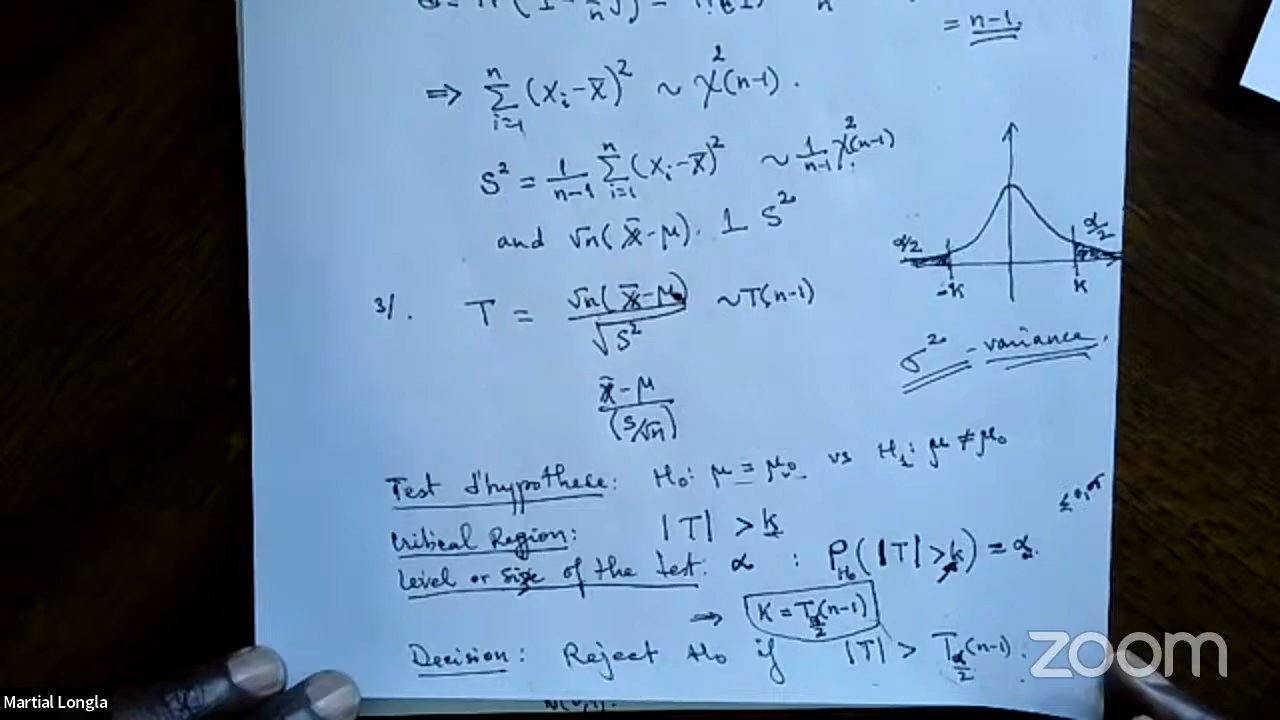 = n-1.
⇒ ∑_{i=1}^{n} (X_i - X̄)² ~ χ²(n-1).
S² = 1/(n-1) ∑_{i=1}^{n} (X_i - X̄)² ~ 1/(n-1) χ²(n-1)
and √n(X̄-μ). ⊥ S²
α/2 α/2
-K K
3/. T = √n(X̄-μ₀)/√S² ~ T(n-1)
σ² - variance.
(x̄-μ)/(S/√n)
Test d'hypothese: H₀: μ = μ₀ vs H₁: μ ≠ μ₀
Critical Region: |T| > k
Level or size of the test: α : P_{H₀}(|T|>k) = α.
⇒ K = T_{α/2}(n-1)
Decision: Reject H₀ if |T| > T_{α/2}(n-1).
N(0,1).
zoom
Martial Longla